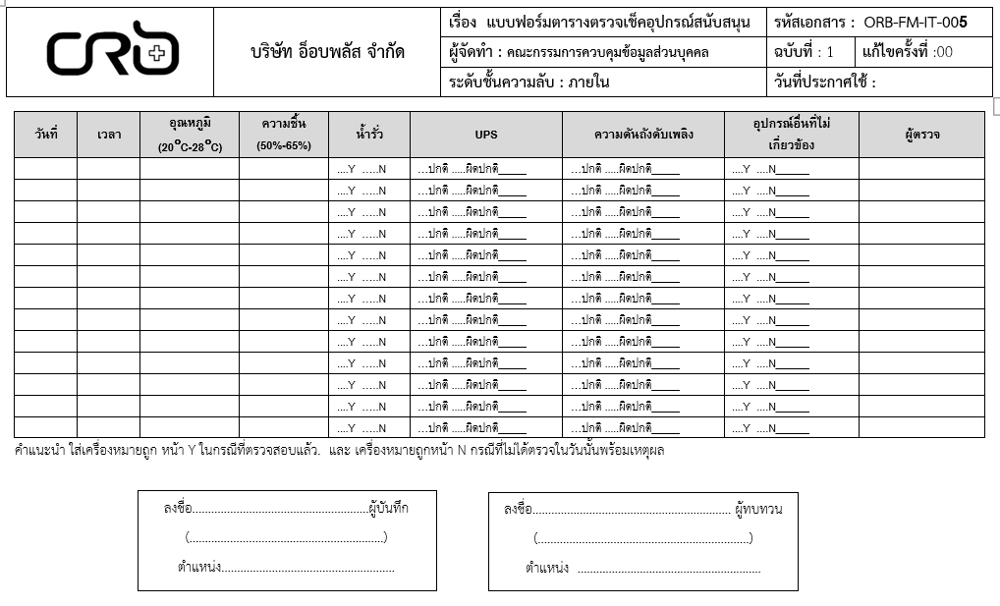 ORB
บริษัท อ็อบพลัส จำกัด
เรื่อง แบบฟอร์มตารางตรวจเช็คอุปกรณ์สนับสนุน
รหัสเอกสาร : ORB-FM-IT-005
ผู้จัดทำ : คณะกรรมการควบคุมข้อมูลส่วนบุคคล
ฉบับที่ : 1 แก้ไขครั้งที่ :00
ระดับชั้นความลับ : ภายใน
วันที่ประกาศใช้ :
วันที่ เวลา อุณหภูมิ (20°C-28°C) ความชื้น (50%-65%) น้ำรั่ว UPS ความดันถังดับเพลิง อุปกรณ์อื่นที่ไม่เกี่ยวข้อง ผู้ตรวจ
....Y .....N ...ปกติ .....ผิดปกติ_____ ...ปกติ .....ผิดปกติ_____ ....Y ....N______
....Y .....N ...ปกติ .....ผิดปกติ_____ ...ปกติ .....ผิดปกติ_____ ....Y ....N______
....Y .....N ...ปกติ .....ผิดปกติ_____ ...ปกติ .....ผิดปกติ_____ ....Y ....N______
....Y .....N ...ปกติ .....ผิดปกติ_____ ...ปกติ .....ผิดปกติ_____ ....Y ....N______
....Y .....N ...ปกติ .....ผิดปกติ_____ ...ปกติ .....ผิดปกติ_____ ....Y ....N______
....Y .....N ...ปกติ .....ผิดปกติ_____ ...ปกติ .....ผิดปกติ_____ ....Y ....N______
....Y .....N ...ปกติ .....ผิดปกติ_____ ...ปกติ .....ผิดปกติ_____ ....Y ....N______
....Y .....N ...ปกติ .....ผิดปกติ_____ ...ปกติ .....ผิดปกติ_____ ....Y ....N______
....Y .....N ...ปกติ .....ผิดปกติ_____ ...ปกติ .....ผิดปกติ_____ ....Y ....N______
....Y .....N ...ปกติ .....ผิดปกติ_____ ...ปกติ .....ผิดปกติ_____ ....Y ....N______
....Y .....N ...ปกติ .....ผิดปกติ_____ ...ปกติ .....ผิดปกติ_____ ....Y ....N______
....Y .....N ...ปกติ .....ผิดปกติ_____ ...ปกติ .....ผิดปกติ_____ ....Y ....N______
....Y .....N ...ปกติ .....ผิดปกติ_____ ...ปกติ .....ผิดปกติ_____ ....Y ....N______
คำแนะนำ ใส่เครื่องหมายถูก หน้า Y ในกรณีที่ตรวจสอบแล้ว. และ เครื่องหมายถูกหน้า N กรณีที่ไม่ได้ตรวจในวันนั้นพร้อมเหตุผล
ลงชื่อ.......................................................ผู้บันทึก
(.............................................................)
ตำแหน่ง......................................................
ลงชื่อ.............................................................. ผู้ทบทวน
(..................................................................)
ตำแหน่ง .........................................................